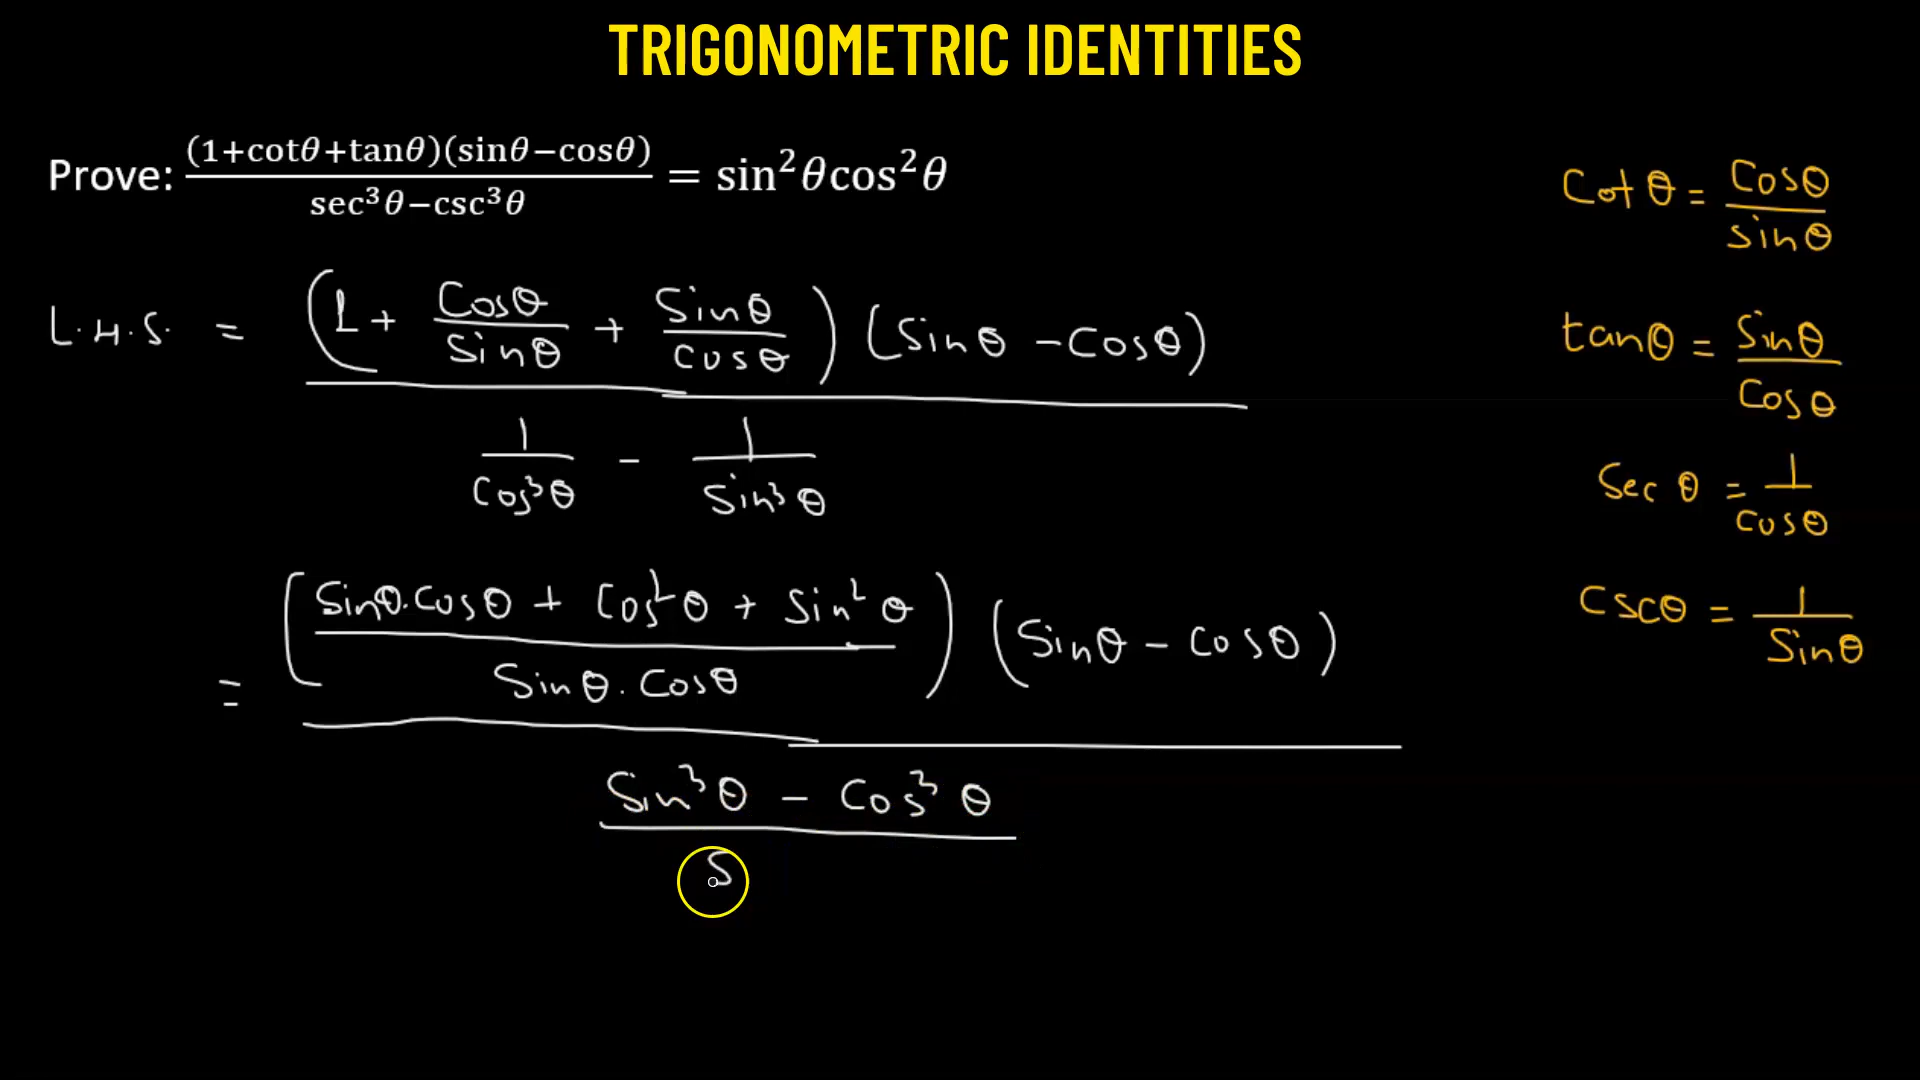 TRIGONOMETRIC IDENTITIES
Prove: (1+cotθ+tanθ)(sinθ−cosθ) / sec³θ−csc³θ = sin²θcos²θ
L.H.S. = (1 + Cosθ/Sinθ + Sinθ/Cosθ) (Sinθ − Cosθ)
1/Cos³θ − 1/Sin³θ
= (Sinθ.Cosθ + Cos²θ + Sin²θ / Sinθ.Cosθ) (Sinθ − Cosθ)
Sin³θ − Cos³θ
S
Cotθ = Cosθ/Sinθ
tanθ = Sinθ/Cosθ
Sec θ = 1/Cosθ
Cscθ = 1/Sinθ